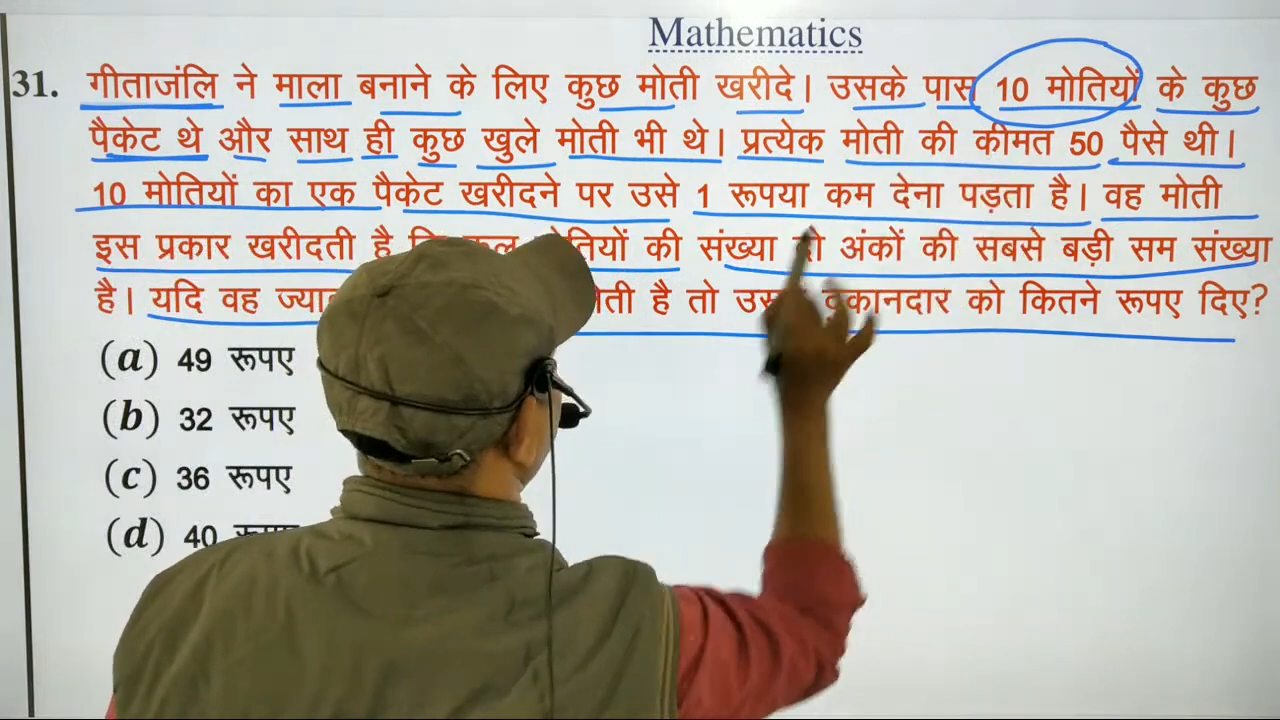 Mathematics
31. गीताजंलि ने माला बनाने के लिए कुछ मोती खरीदे। उसके पास 10 मोतियों के कुछ
पैकेट थे और साथ ही कुछ खुले मोती भी थे। प्रत्येक मोती की कीमत 50 पैसे थी।
10 मोतियों का एक पैकेट खरीदने पर उसे 1 रूपया कम देना पड़ता है। वह मोती
इस प्रकार खरीदती है की संख्या अंकों की सबसे बड़ी सम संख्या
है। यदि वह है तो को कितने रूपए दिए?
(a) 49 रूपए
(b) 32 रूपए
(c) 36 रूपए
(d) 40